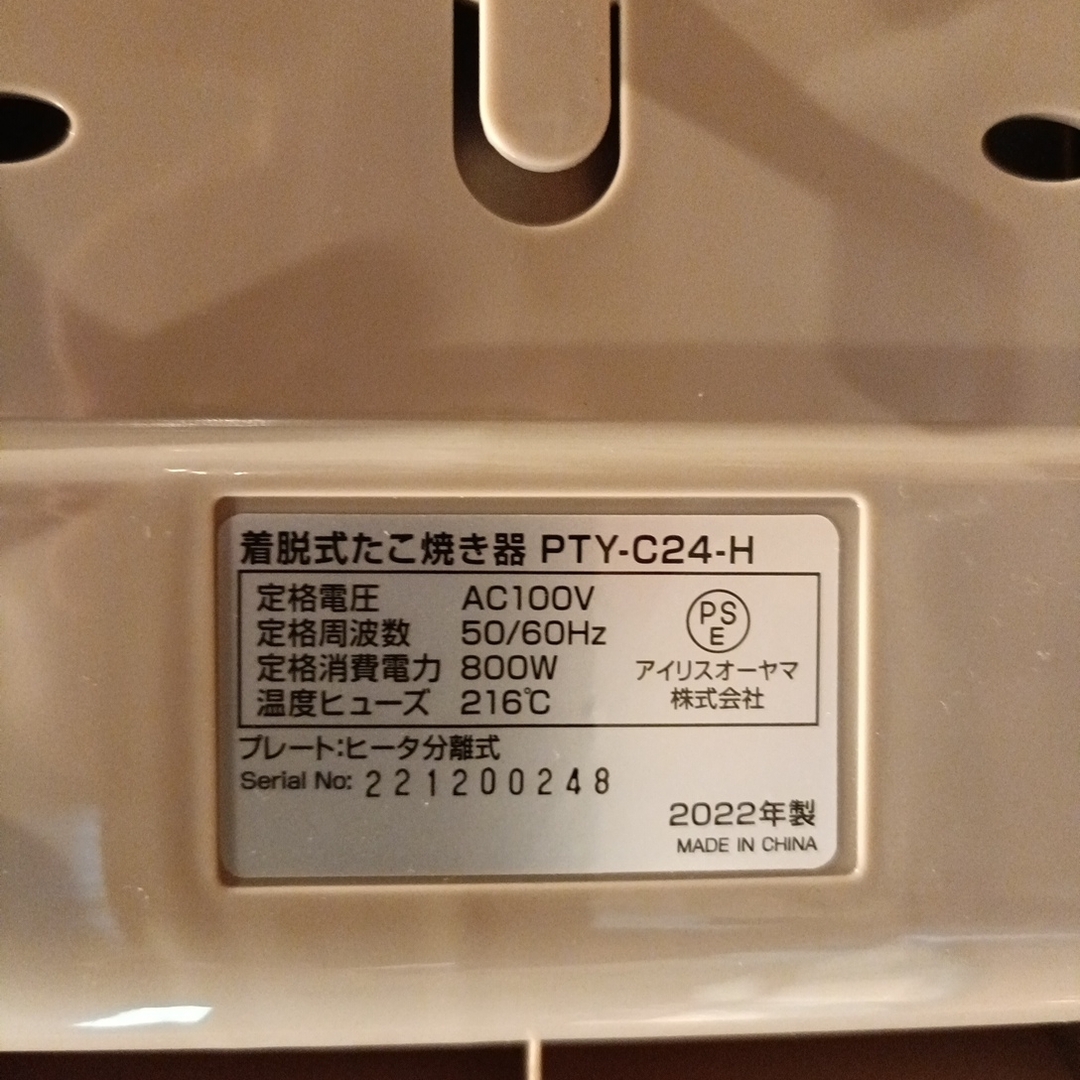 着脱式たこ焼き器 PTY-C24-H
定格電圧 AC100V
定格周波数 50/60Hz
定格消費電力 800W
温度ヒューズ 216℃
PS
E
アイリスオーヤマ
株式会社
プレート:ヒータ分離式
Serial No: 221200248
2022年製
MADE IN CHINA